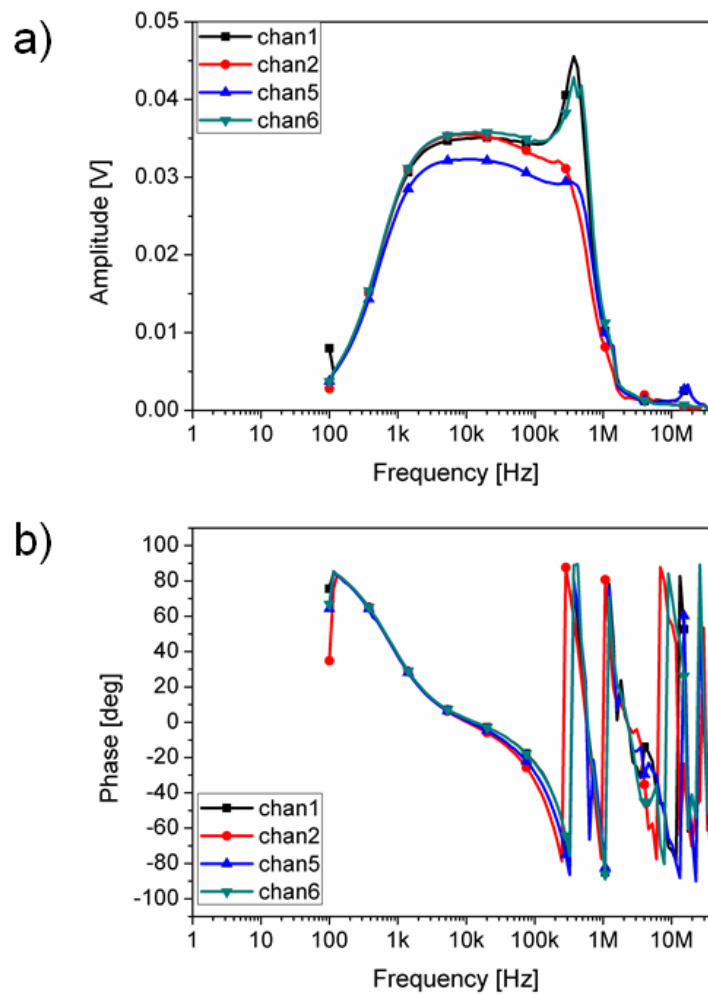 a)
0.05
0.04
0.03
0.02
0.01
0.00
Amplitude [V]
chan1
chan2
chan5
chan6
1 10 100 1k 10k 100k 1M 10M
Frequency [Hz]
b)
100
80
60
40
20
0
-20
-40
-60
-80
-100
Phase [deg]
chan1
chan2
chan5
chan6
1 10 100 1k 10k 100k 1M 10M
Frequency [Hz]